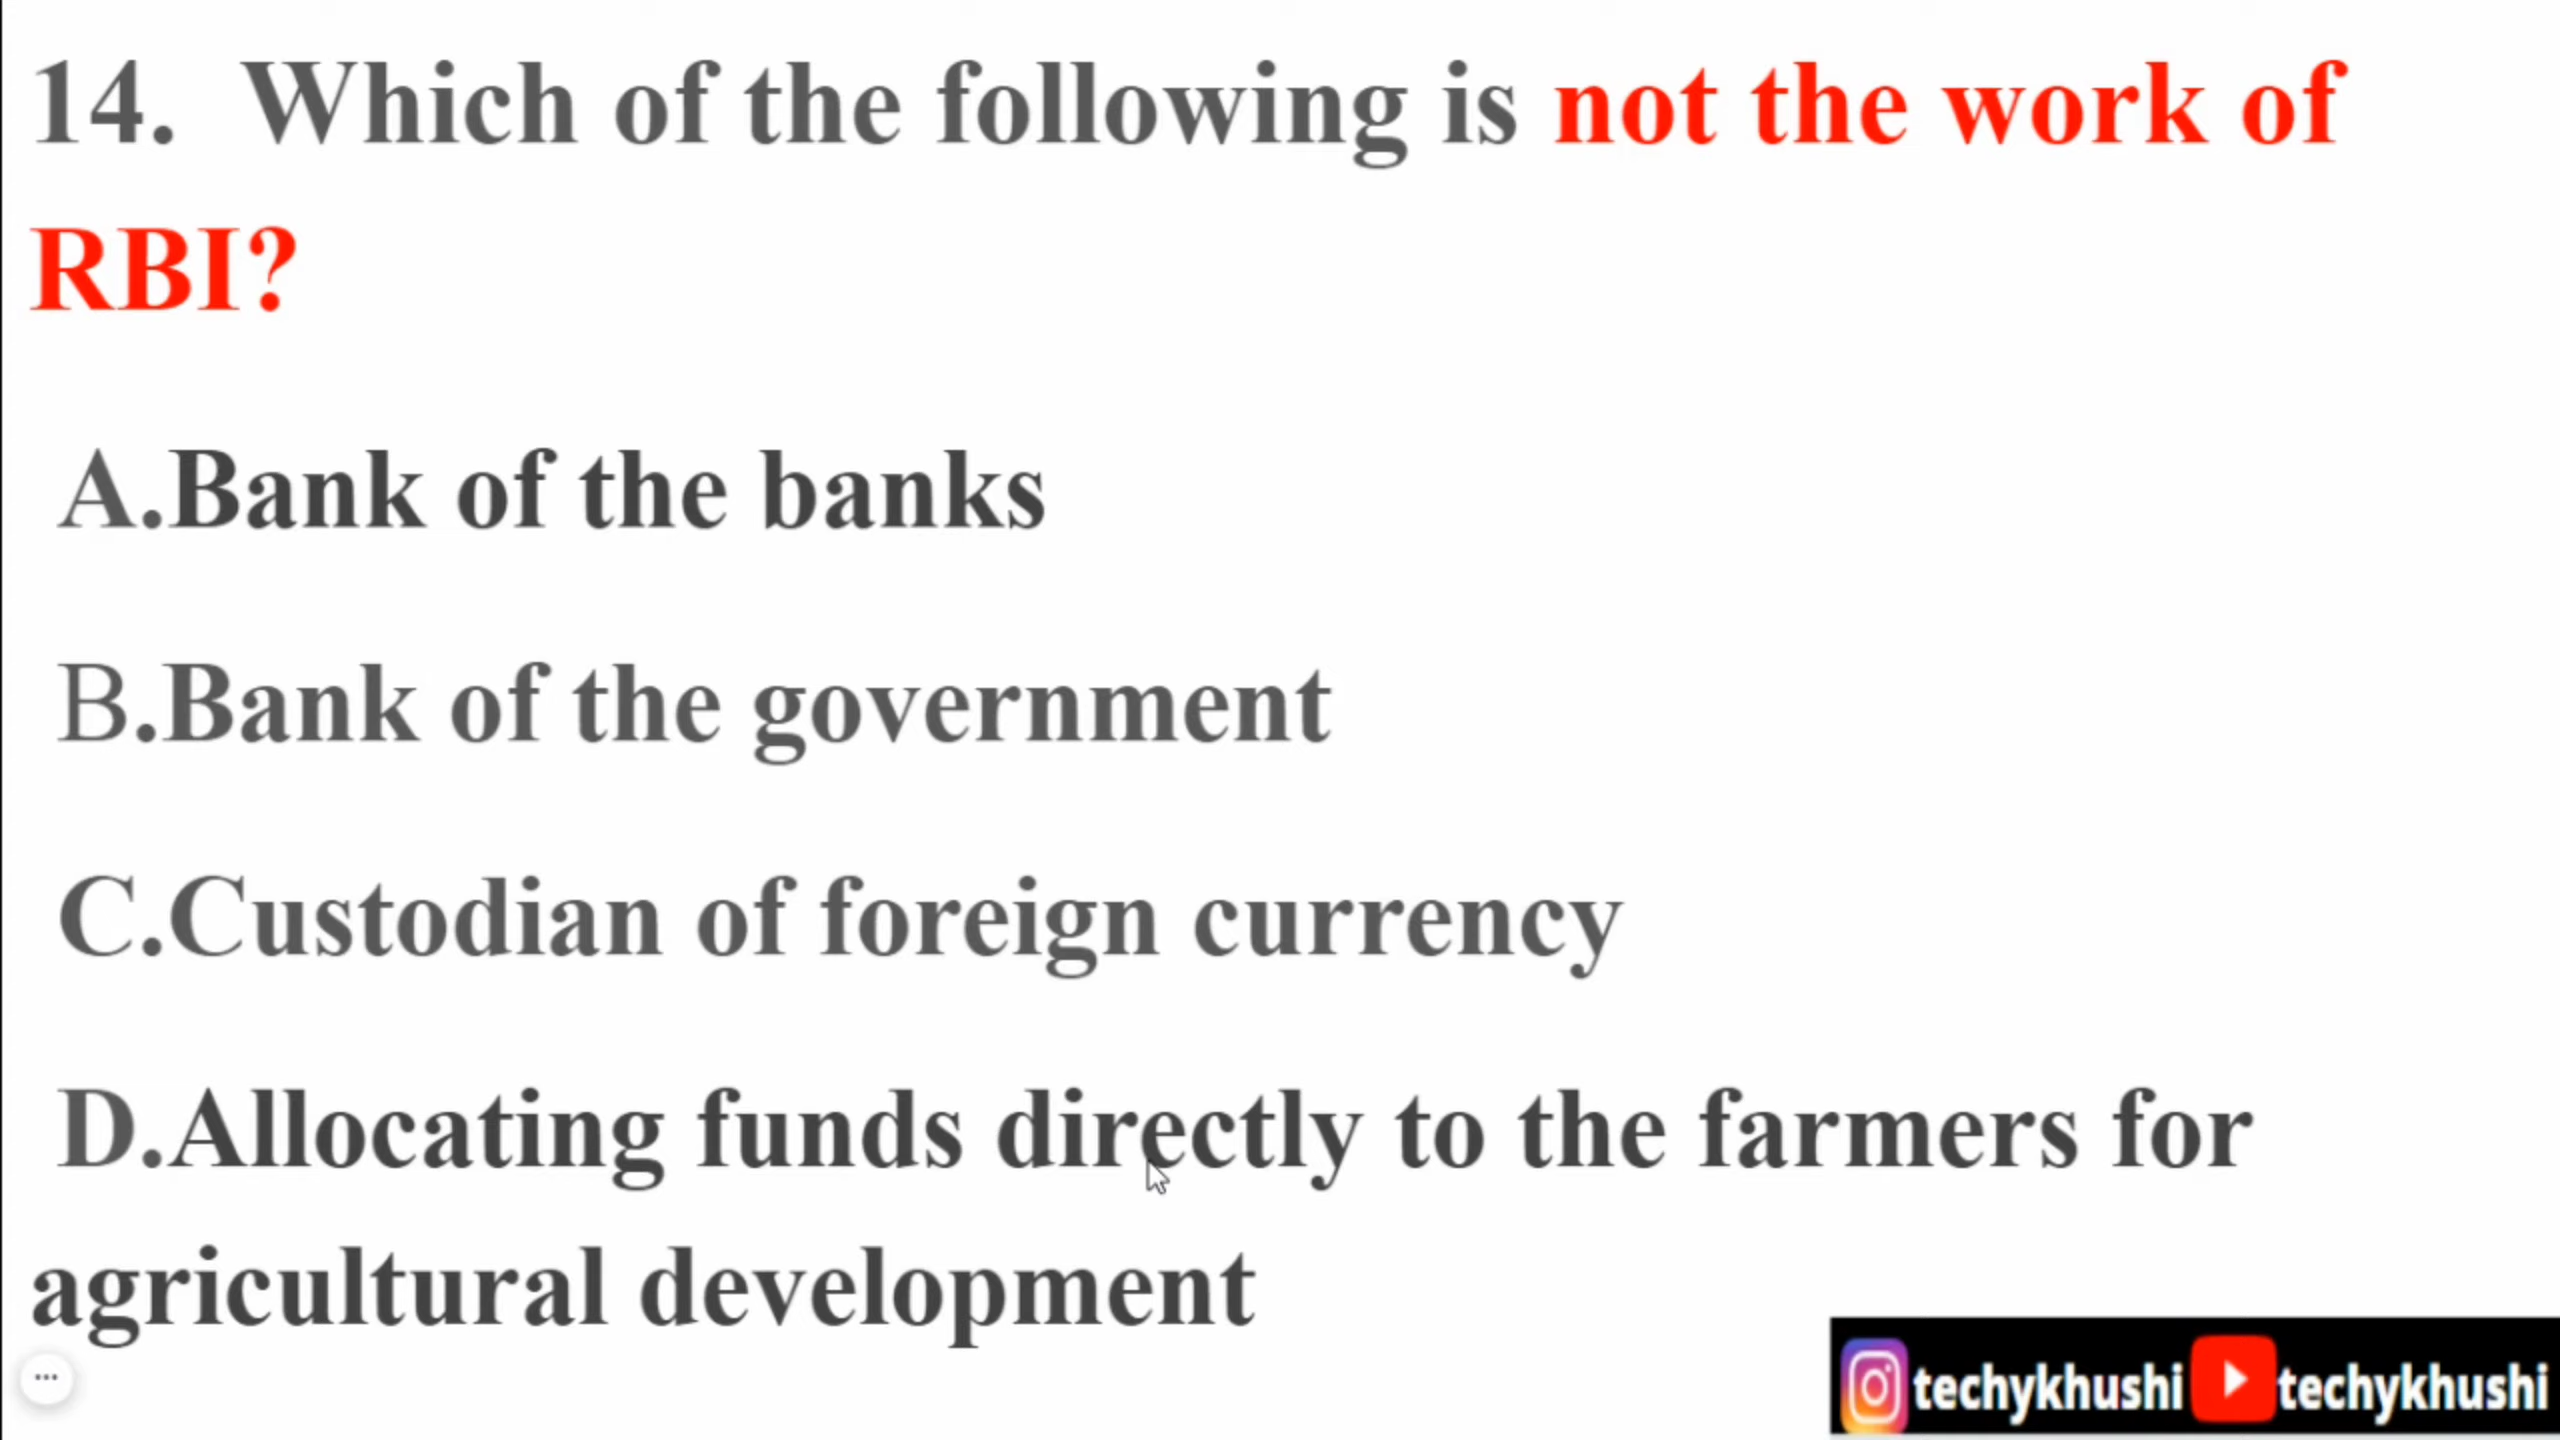 14. Which of the following is not the work of
RBI?
A.Bank of the banks
B.Bank of the government
C.Custodian of foreign currency
D.Allocating funds directly to the farmers for
agricultural development
techykhushi techykhushi